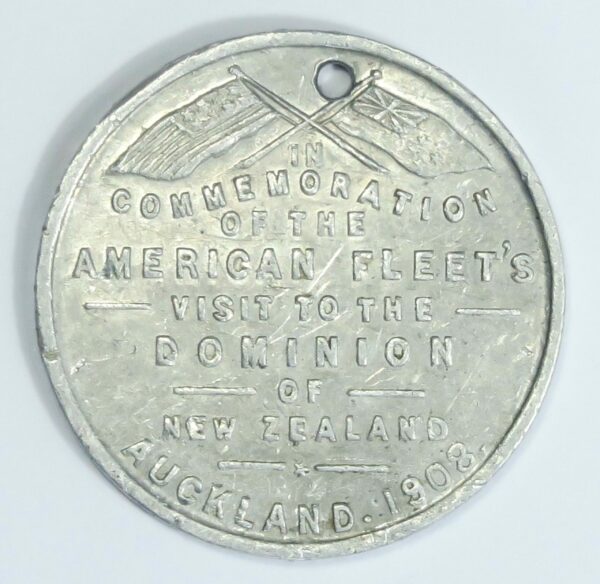 IN
COMMEMORATION
OF THE
AMERICAN FLEET'S
VISIT TO THE
DOMINION
OF
NEW ZEALAND
AUCKLAND. 1908.